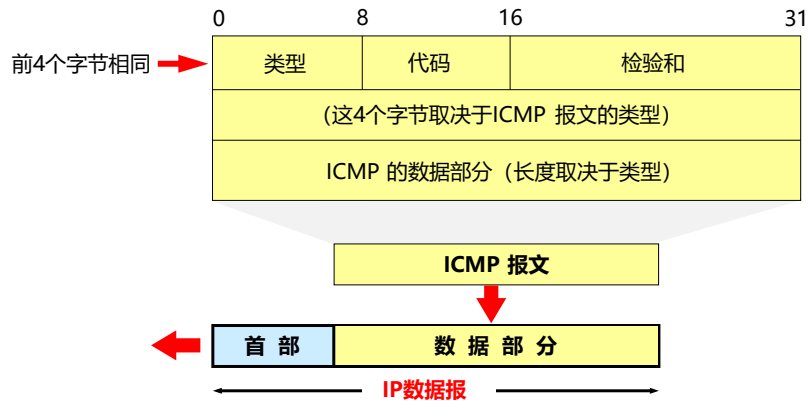 0 8 16 31
前4个字节相同 类型 代码 检验和
(这4个字节取决于ICMP 报文的类型)
ICMP 的数据部分 (长度取决于类型)
ICMP 报文
首 部 数 据 部 分
IP数据报